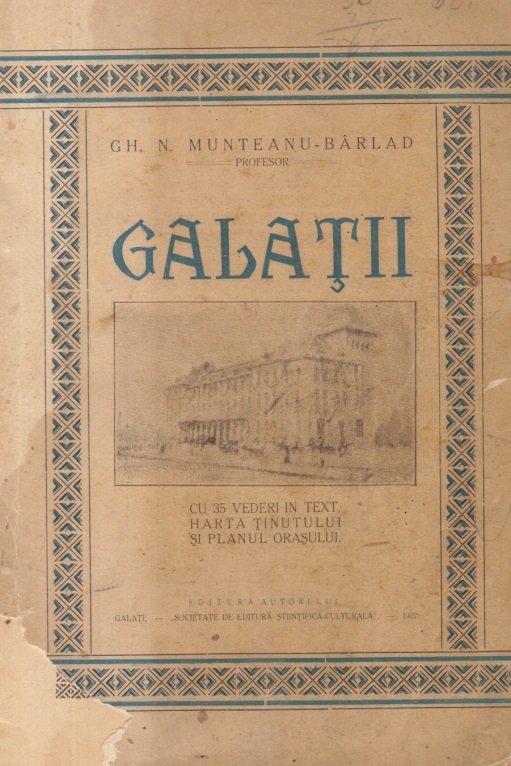 GH. N. MUNTEANU-BÂRLAD
PROFESOR
GALAŢII
CU 35 VEDERI IN TEXT,
HARTA ŢINUTULUI
ŞI PLANUL ORAŞULUI.
EDITURA AUTORULUI,
GALAŢI, — „SOCIETATE DE EDITURĂ ŞTIINŢIFICĂ-CULTURALĂ”, — 1927